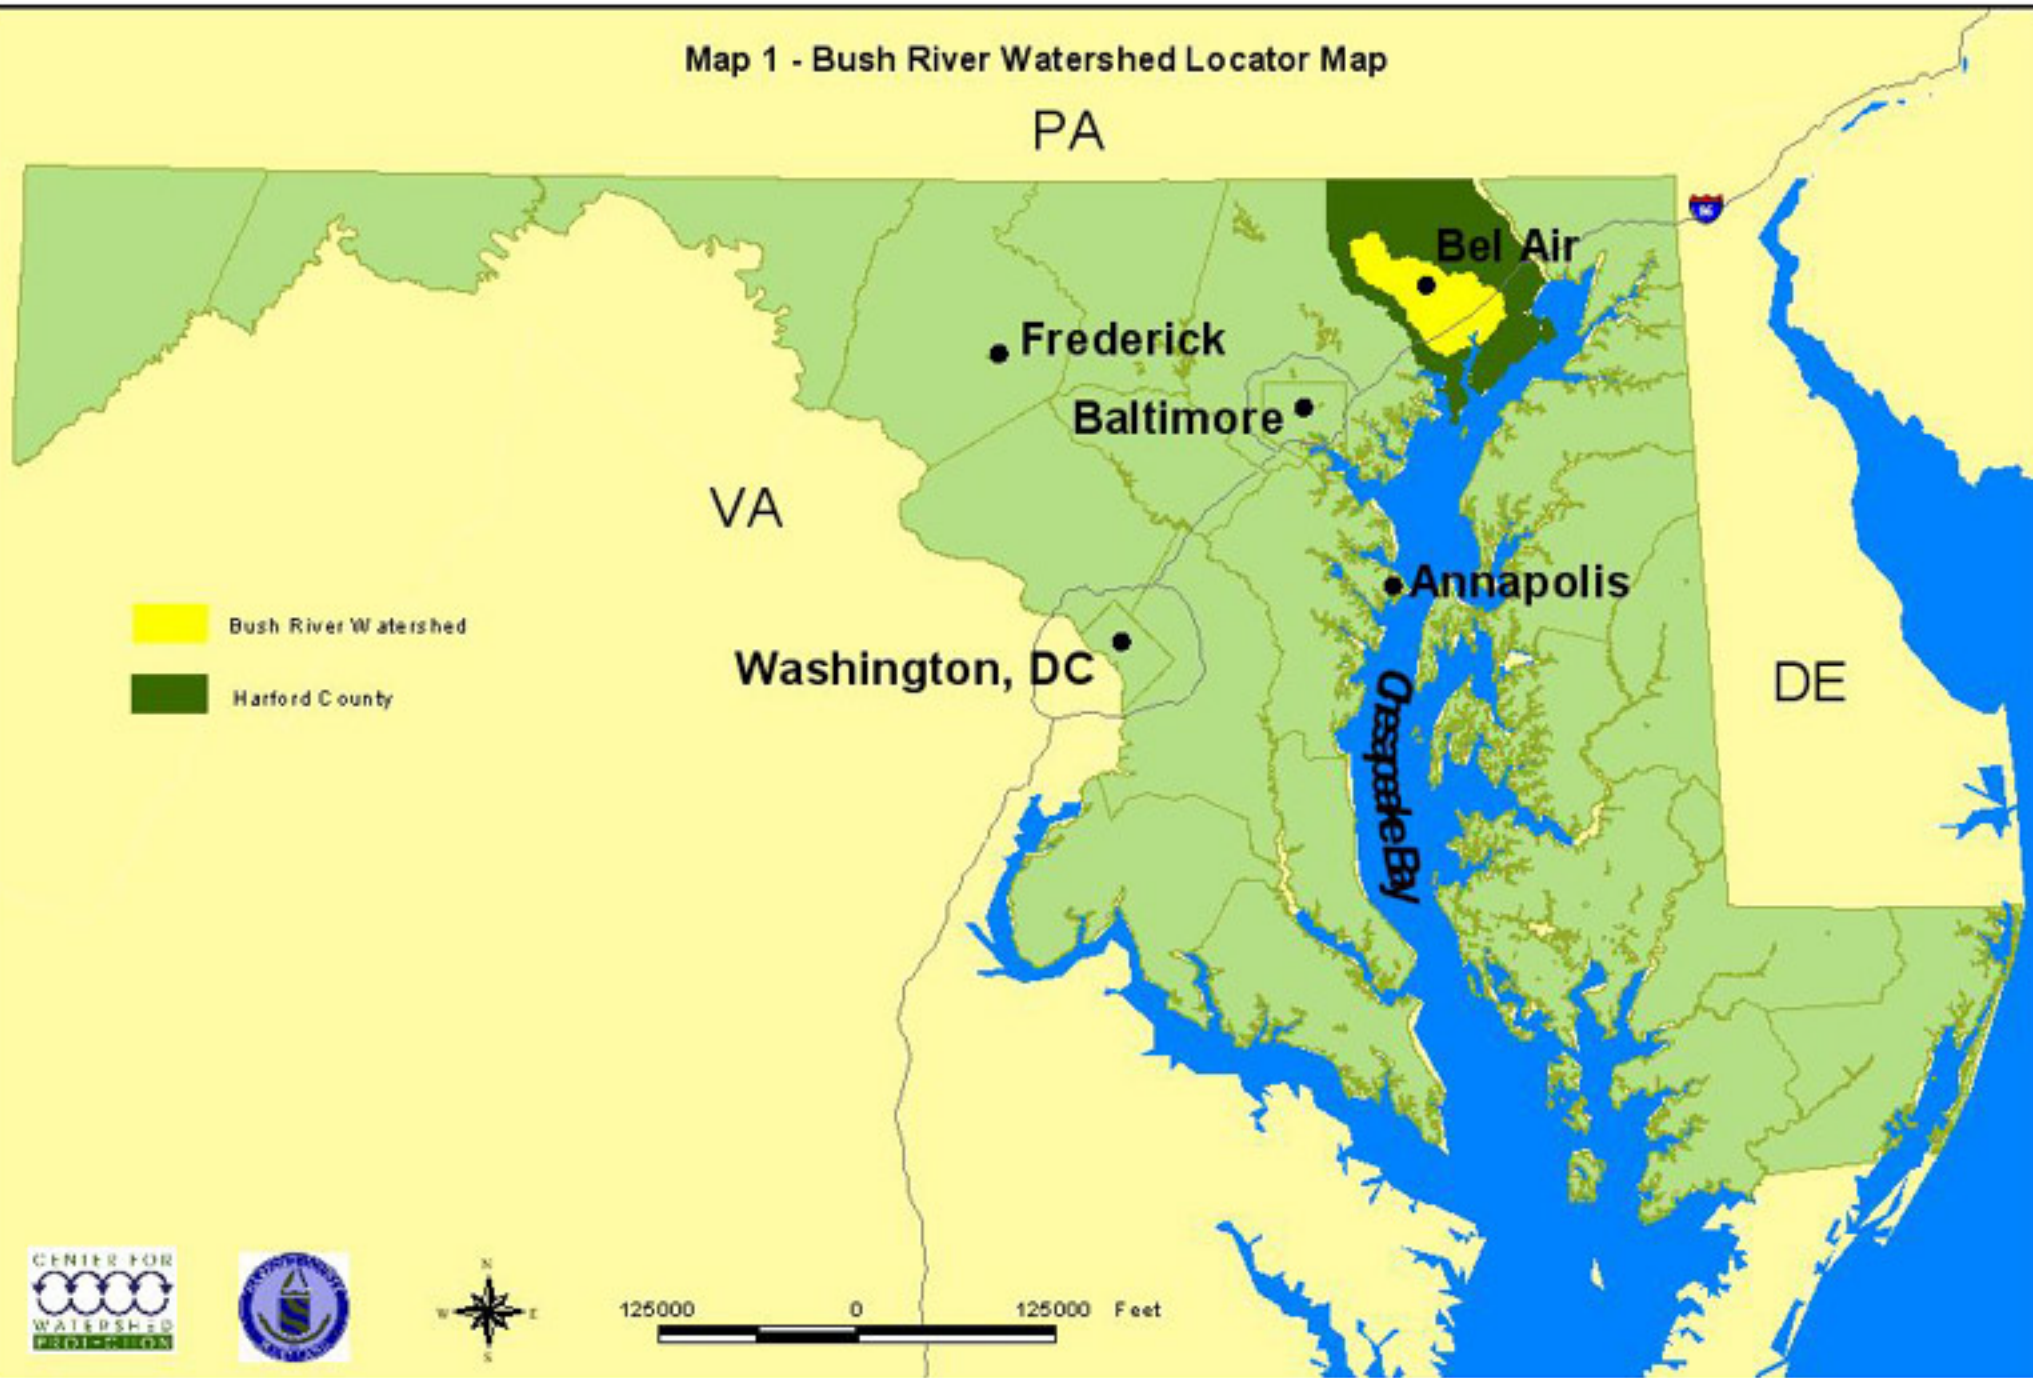 Map 1 - Bush River Watershed Locator Map
PA
Bel Air
Frederick
Baltimore
VA
Annapolis
Bush River Watershed
Washington, DC
DE
Harford County
Chesapeake Bay
CENTER FOR
WATERSHED
PROTECTION
N
W
E
S
125000 0 125000 Feet